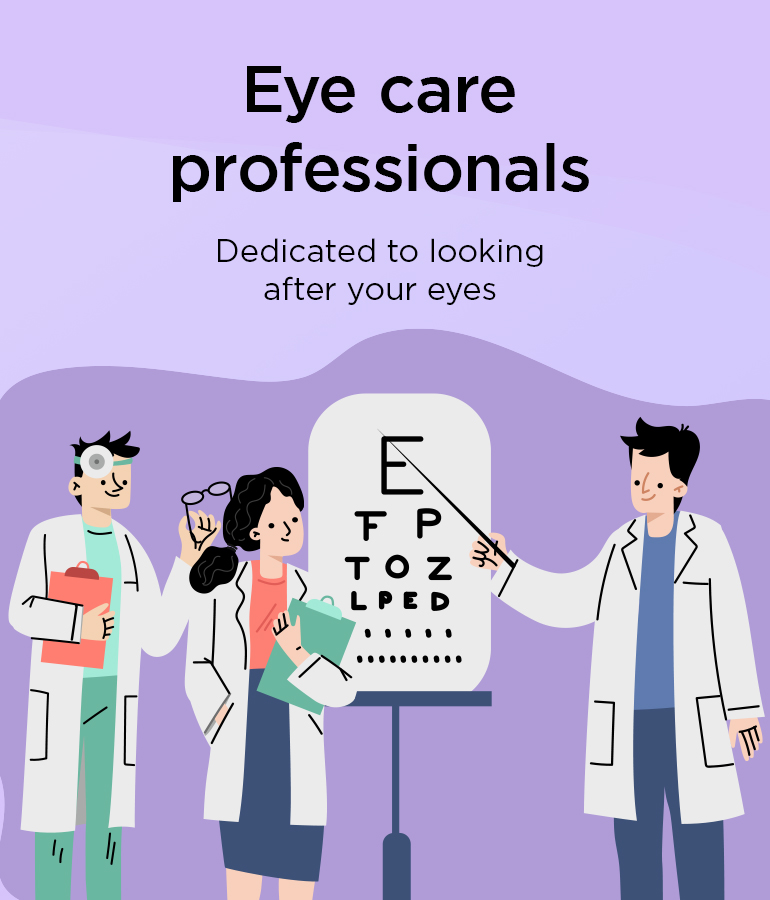 Eye care
professionals
Dedicated to looking
after your eyes
E
F P
T O Z
L P E D